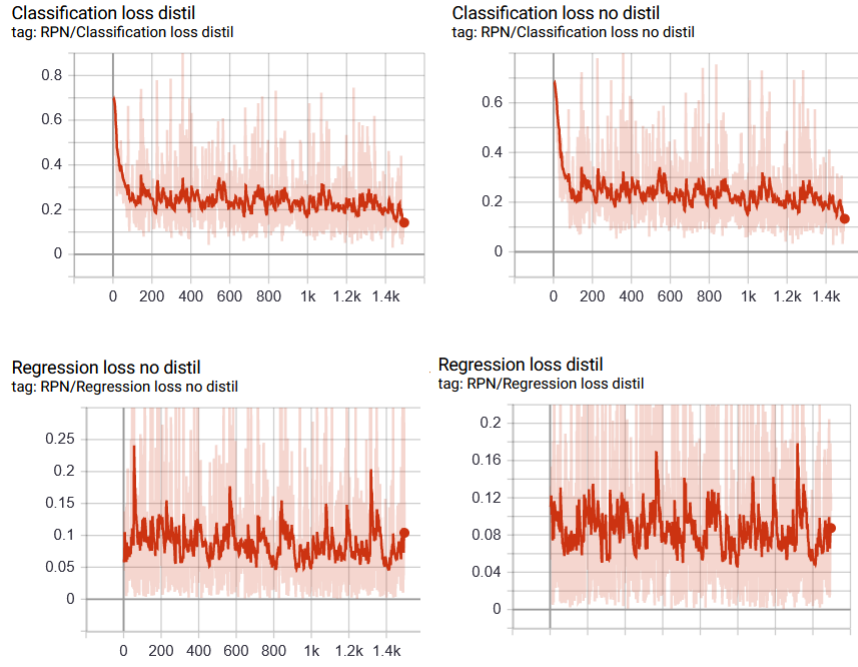 Classification loss distil
tag: RPN/Classification loss distil
0.8
0.6
0.4
0.2
0
0 200 400 600 800 1k 1.2k 1.4k
Classification loss no distil
tag: RPN/Classification loss no distil
0.6
0.4
0.2
0
0 200 400 600 800 1k 1.2k 1.4k
Regression loss no distil
tag: RPN/Regression loss no distil
0.25
0.2
0.15
0.1
0.05
0
0 200 400 600 800 1k 1.2k 1.4k
Regression loss distil
tag: RPN/Regression loss distil
0.2
0.16
0.12
0.08
0.04
0